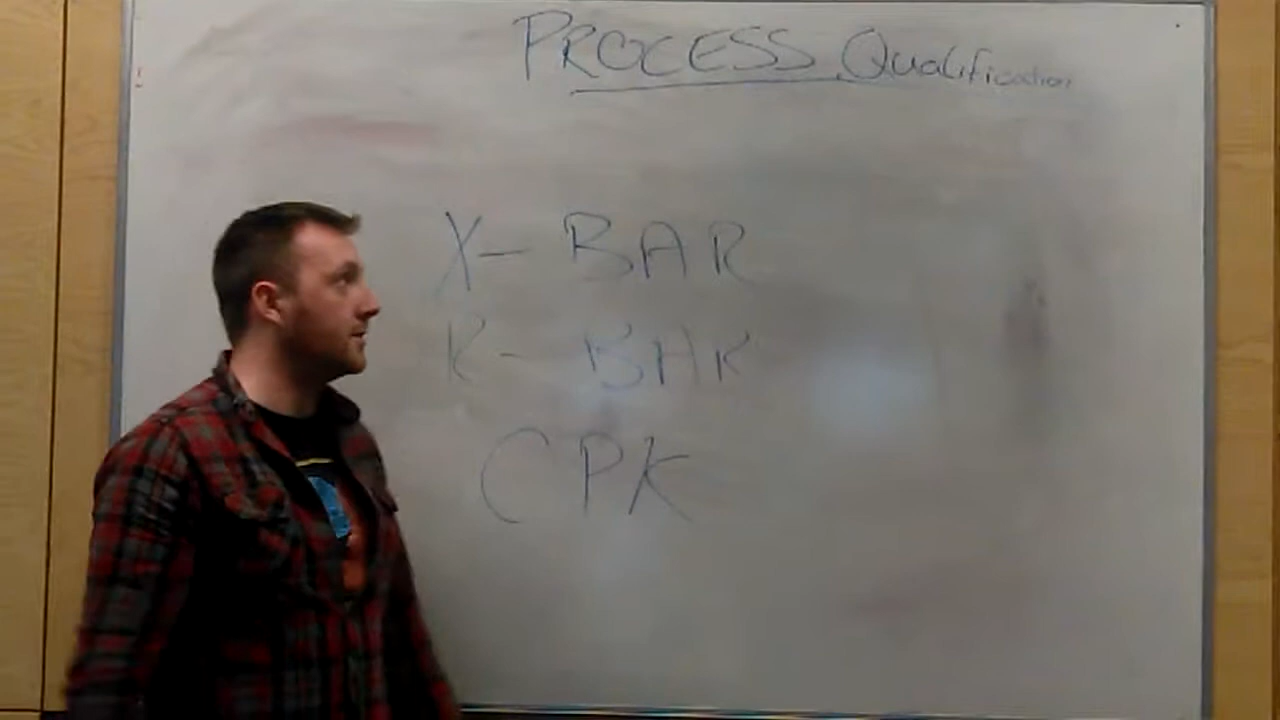 PROCESS Qualification
X- BAR
R- BAR
CPK